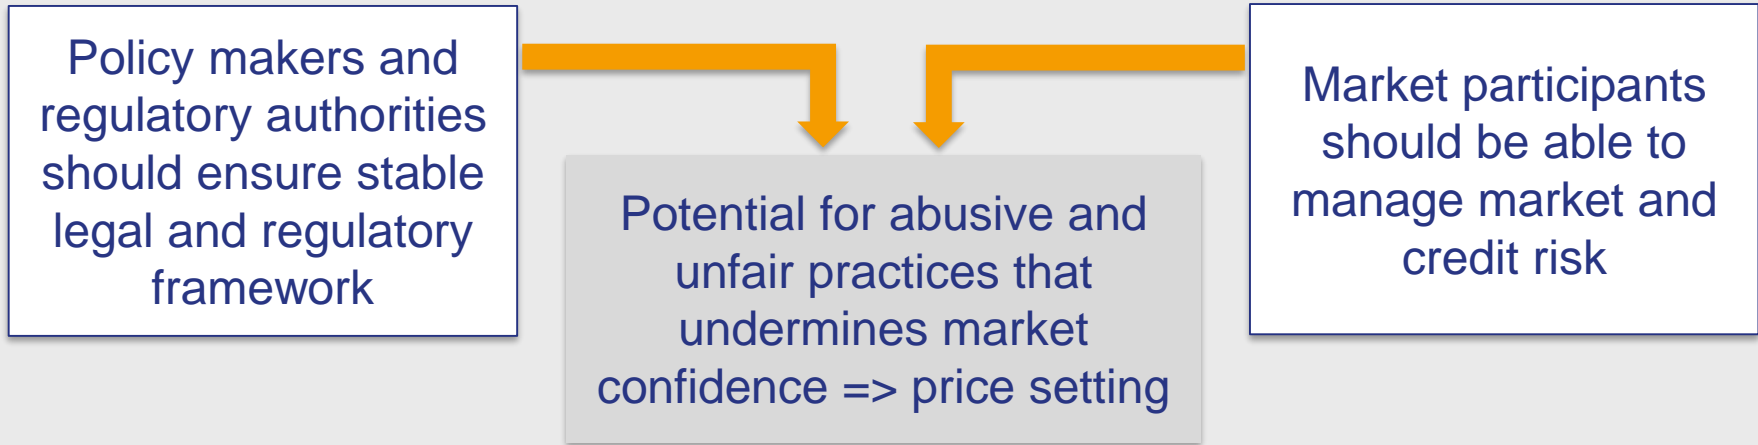 Policy makers and
regulatory authorities
should ensure stable
legal and regulatory
framework
Potential for abusive and
unfair practices that
undermines market
confidence => price setting
Market participants
should be able to
manage market and
credit risk